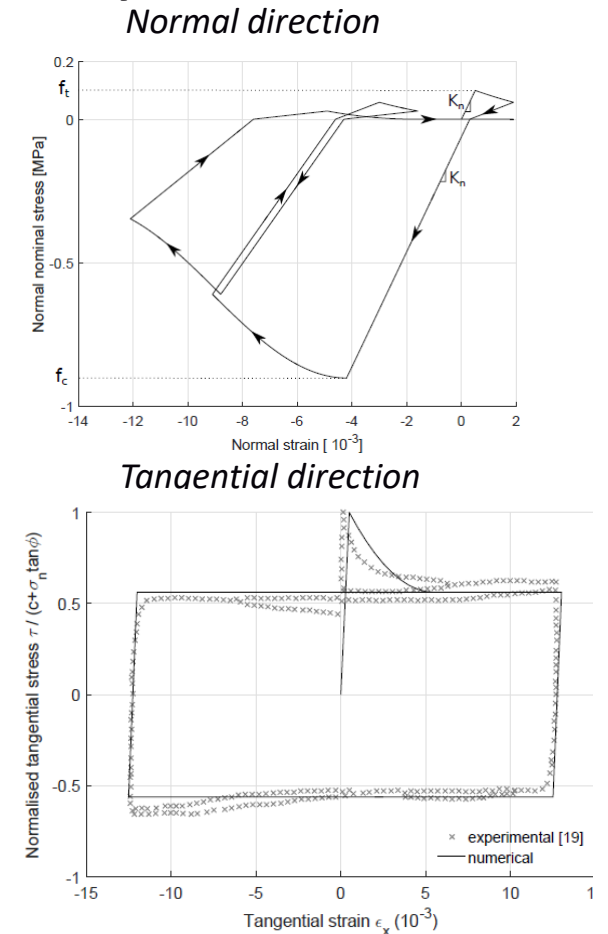 Normal direction
0.2
f_t
K_n
0
Normal nominal stress [MPa]
K_n
-0.5
f_c
-1
-14 -12 -10 -8 -6 -4 -2 0 2
Normal strain [ 10^-3]
Tangential direction
1
Normalised tangential stress τ / (c+σ_n tanϕ)
0.5
0
-0.5
× experimental [19]
numerical
-1
-15 -10 -5 0 5 10
Tangential strain ϵ_x (10^-3)